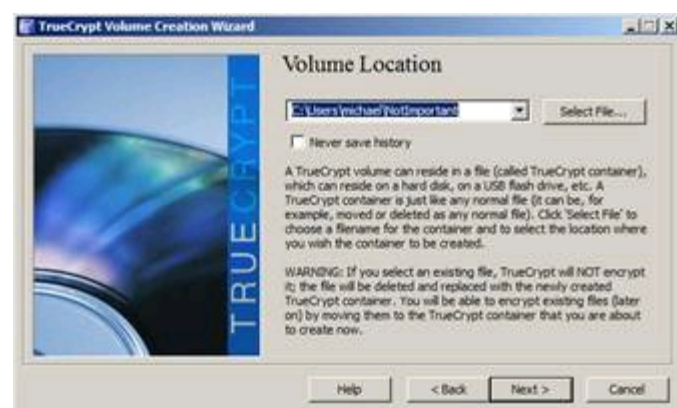 TrueCrypt Volume Creation Wizard
Volume Location
C:\Users\michael\NotImportant
Select File...
Never save history
A TrueCrypt volume can reside in a file (called TrueCrypt container),
which can reside on a hard disk, on a USB flash drive, etc. A
TrueCrypt container is just like any normal file (it can be, for
example, moved or deleted as any normal file). Click 'Select File' to
choose a filename for the container and to select the location where
you wish the container to be created.
WARNING: If you select an existing file, TrueCrypt will NOT encrypt
it; the file will be deleted and replaced with the newly created
TrueCrypt container. You will be able to encrypt existing files (later
on) by moving them to the TrueCrypt container that you are about
to create now.
TRUECRYPT
Help
< Back
Next >
Cancel